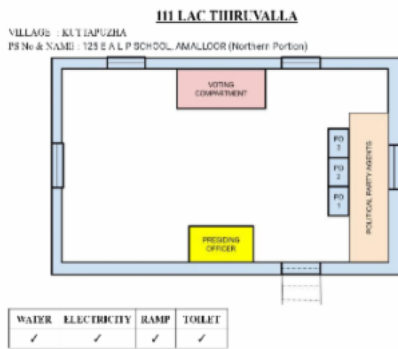 111 LAC THIRUVALLA
VILLAGE : KUTTAPUZHA
PS No & NAME : 125 E A L P SCHOOL, AMALLOOR (Northern Portion)
VOTING
COMPARTMENT
PO
3
PO
2
PO
1
POLITICAL PARTY AGENTS
PRESIDING
OFFICER
WATER ELECTRICITY RAMP TOILET
✓ ✓ ✓ ✓